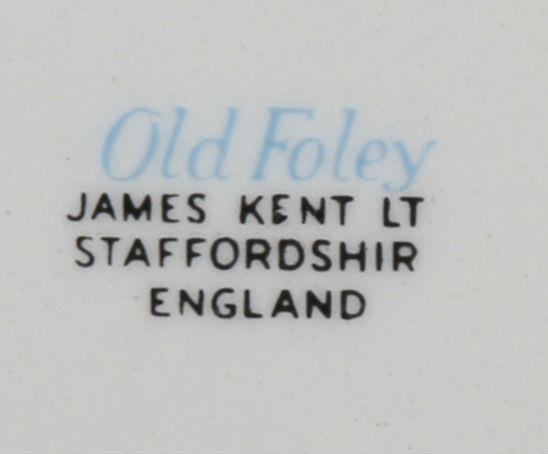 Old Foley
JAMES KENT LT
STAFFORDSHIR
ENGLAND